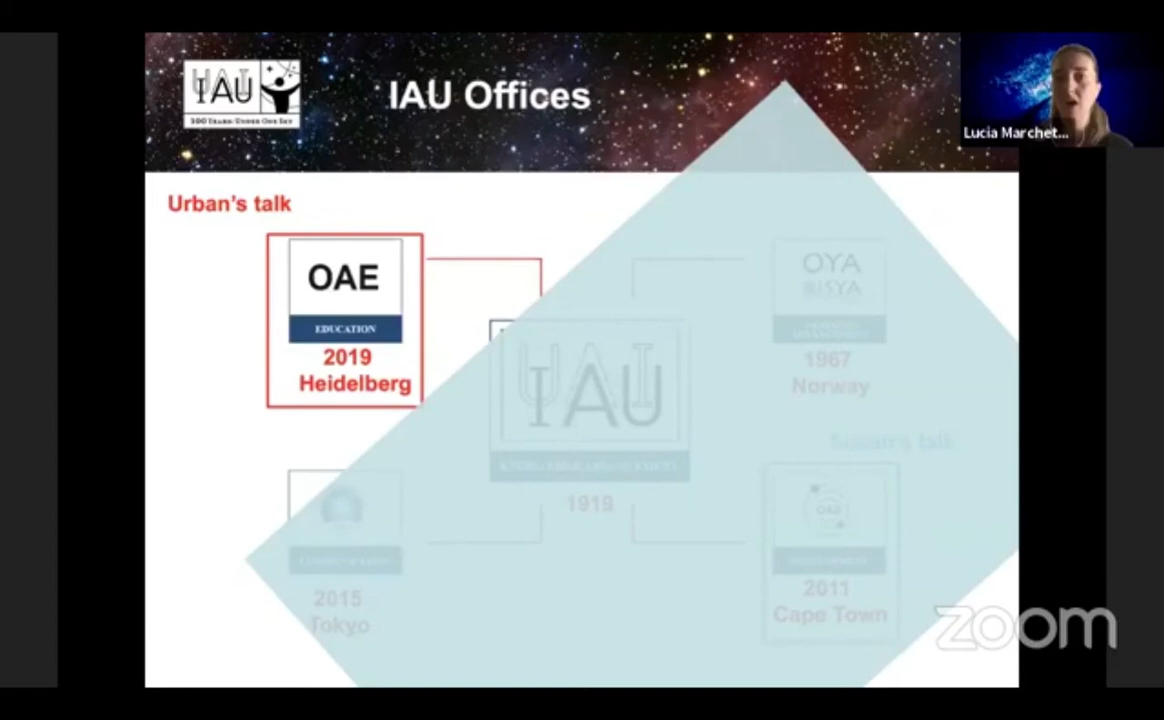 IAU
100 Years: Under One Sky
IAU Offices
Lucia Marchet...
Urban's talk
OAE
EDUCATION
2019
Heidelberg
OYA
1967
Norway
IAU
1919
Susan's talk
OAD
2011
Cape Town
2015
Tokyo
zoom